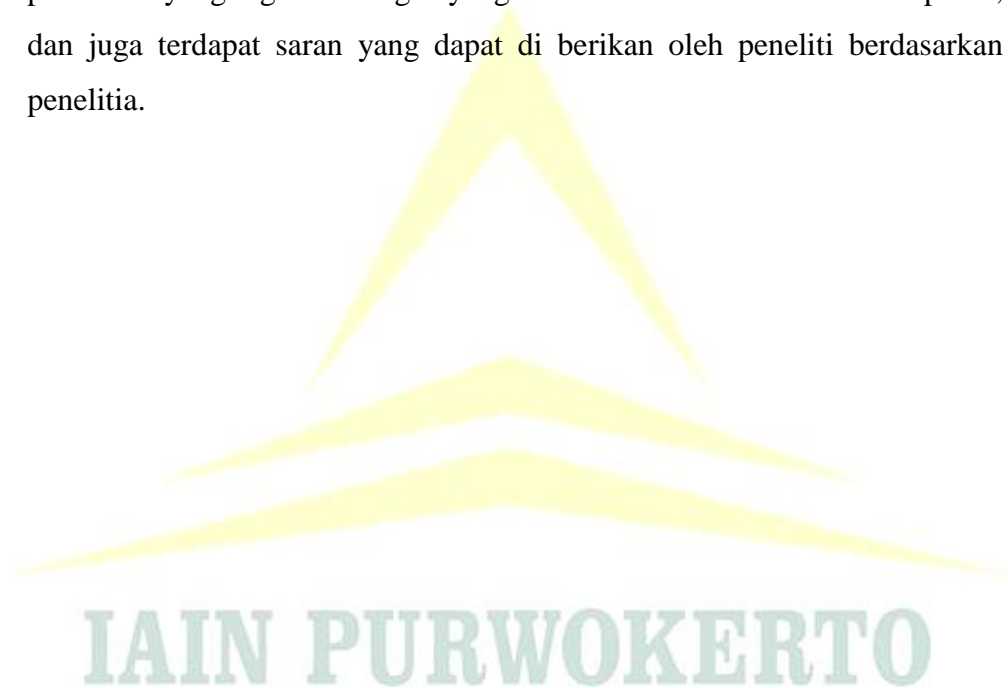 dan juga terdapat saran yang dapat di berikan oleh peneliti berdasarkan
penelitia.
IAIN PURWOKERTO